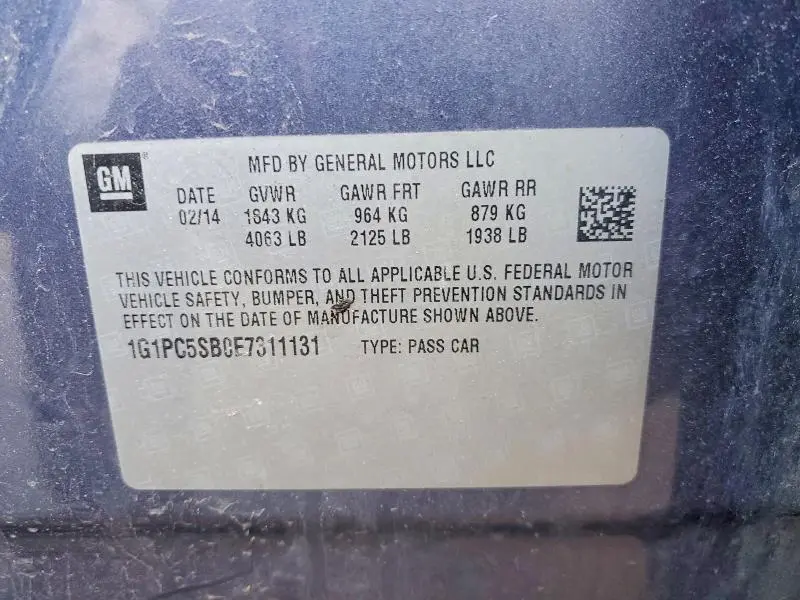 GM
MFD BY GENERAL MOTORS LLC
DATE GVWR GAWR FRT GAWR RR
02/14 1843 KG 964 KG 879 KG
4063 LB 2125 LB 1938 LB
THIS VEHICLE CONFORMS TO ALL APPLICABLE U.S. FEDERAL MOTOR
VEHICLE SAFETY, BUMPER, AND THEFT PREVENTION STANDARDS IN
EFFECT ON THE DATE OF MANUFACTURE SHOWN ABOVE.
1G1PC5SB0E7311131 TYPE: PASS CAR